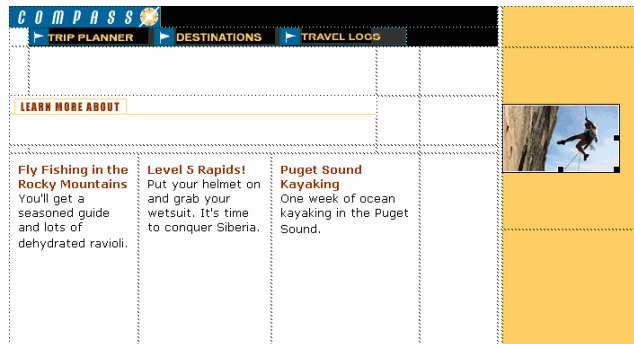 COMPASS
TRIP PLANNER DESTINATIONS TRAVEL LOGS
LEARN MORE ABOUT
Fly Fishing in the
Rocky Mountains
You'll get a
seasoned guide
and lots of
dehydrated ravioli.
Level 5 Rapids!
Put your helmet on
and grab your
wetsuit. It's time
to conquer Siberia.
Puget Sound
Kayaking
One week of ocean
kayaking in the Puget
Sound.